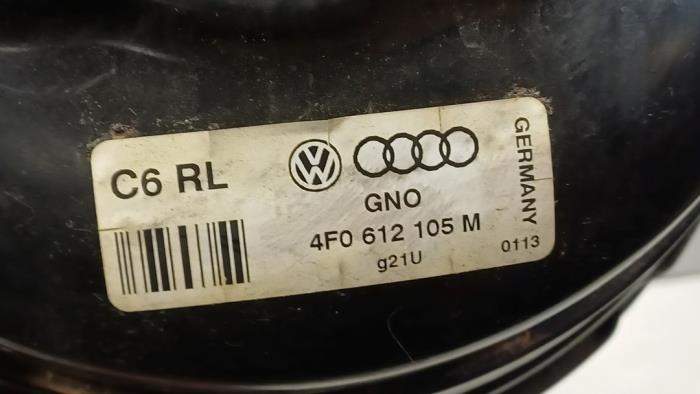 C6 RL
GNO
4F0 612 105 M
g21U
GERMANY
0113